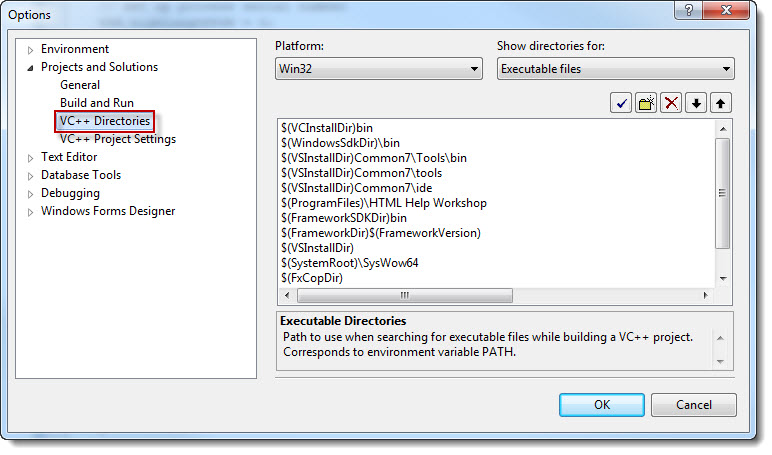 Options
Environment
Projects and Solutions
General
Build and Run
VC++ Directories
VC++ Project Settings
Text Editor
Database Tools
Debugging
Windows Forms Designer
Platform:
Win32
Show directories for:
Executable files
$(VCInstallDir)bin
$(WindowsSdkDir)\bin
$(VSInstallDir)Common7\Tools\bin
$(VSInstallDir)Common7\tools
$(VSInstallDir)Common7\ide
$(ProgramFiles)\HTML Help Workshop
$(FrameworkSDKDir)bin
$(FrameworkDir)$(FrameworkVersion)
$(VSInstallDir)
$(SystemRoot)\SysWow64
$(FxCopDir)
Executable Directories
Path to use when searching for executable files while building a VC++ project.
Corresponds to environment variable PATH.
OK
Cancel